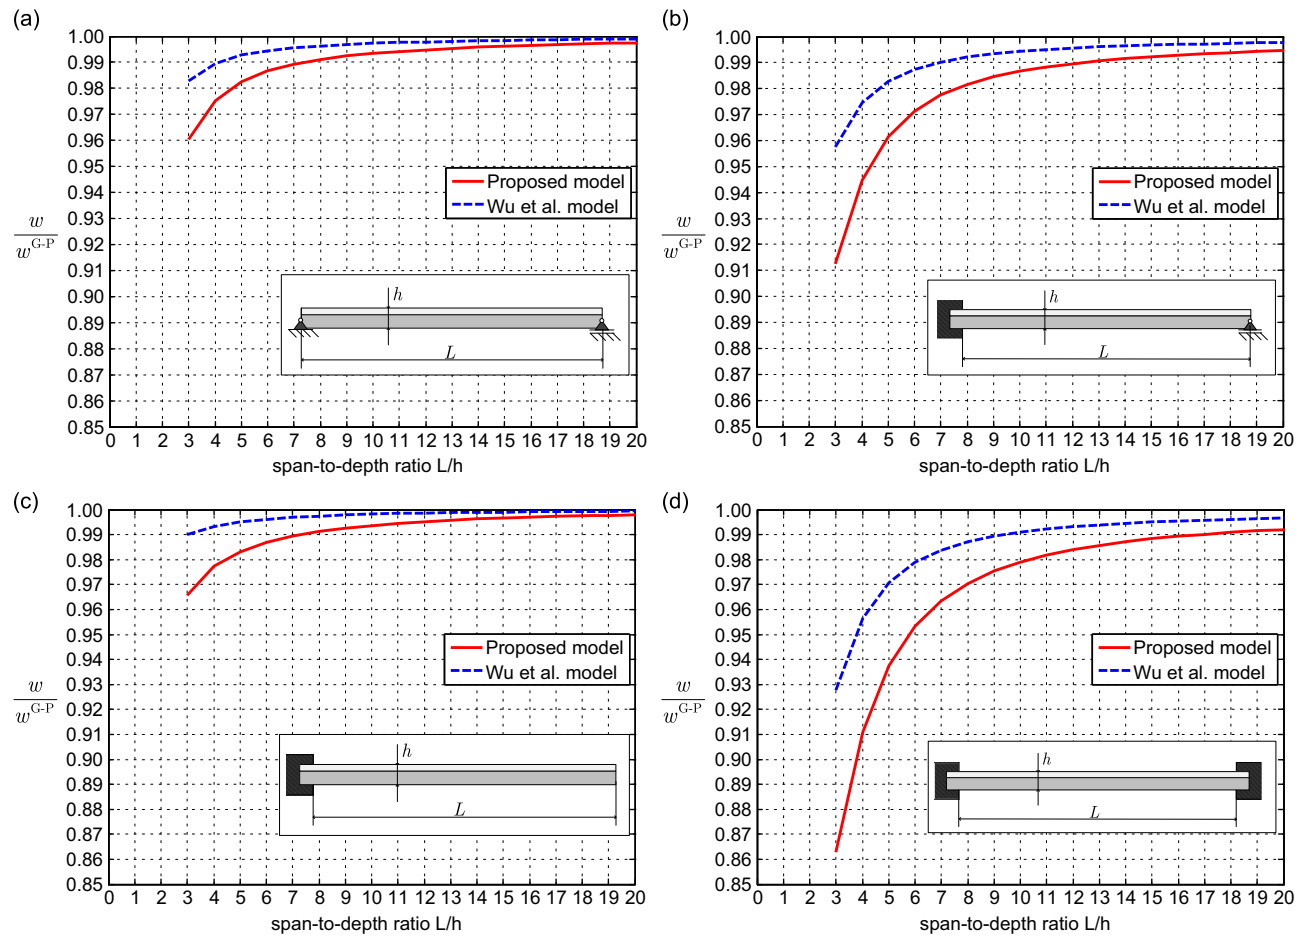 (a)
1.00
0.99
0.98
0.97
0.96
0.95
0.94
0.93
0.92
0.91
0.90
0.89
0.88
0.87
0.86
0.85
w
w^G-P
Proposed model
Wu et al. model
h
L
0 1 2 3 4 5 6 7 8 9 10 11 12 13 14 15 16 17 18 19 20
span-to-depth ratio L/h
(b)
1.00
0.99
0.98
0.97
0.96
0.95
0.94
0.93
0.92
0.91
0.90
0.89
0.88
0.87
0.86
0.85
w
w^G-P
Proposed model
Wu et al. model
h
L
0 1 2 3 4 5 6 7 8 9 10 11 12 13 14 15 16 17 18 19 20
span-to-depth ratio L/h
(c)
1.00
0.99
0.98
0.97
0.96
0.95
0.94
0.93
0.92
0.91
0.90
0.89
0.88
0.87
0.86
0.85
w
w^G-P
Proposed model
Wu et al. model
h
L
0 1 2 3 4 5 6 7 8 9 10 11 12 13 14 15 16 17 18 19 20
span-to-depth ratio L/h
(d)
1.00
0.99
0.98
0.97
0.96
0.95
0.94
0.93
0.92
0.91
0.90
0.89
0.88
0.87
0.86
0.85
w
w^G-P
Proposed model
Wu et al. model
h
L
0 1 2 3 4 5 6 7 8 9 10 11 12 13 14 15 16 17 18 19 20
span-to-depth ratio L/h